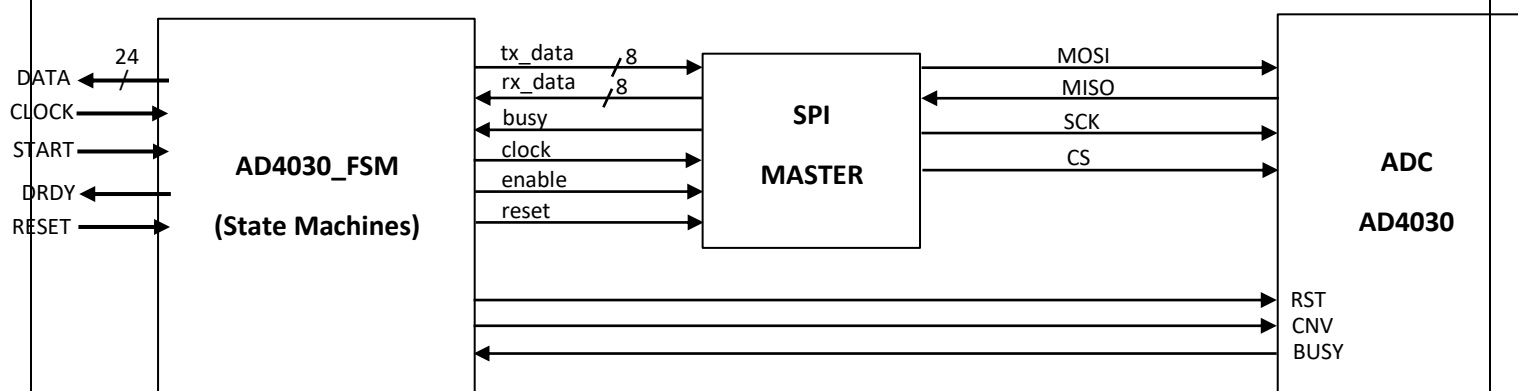 24
DATA
CLOCK
START
DRDY
RESET
AD4030_FSM
(State Machines)
tx_data
8
rx_data
8
busy
clock
enable
reset
SPI
MASTER
MOSI
MISO
SCK
CS
ADC
AD4030
RST
CNV
BUSY